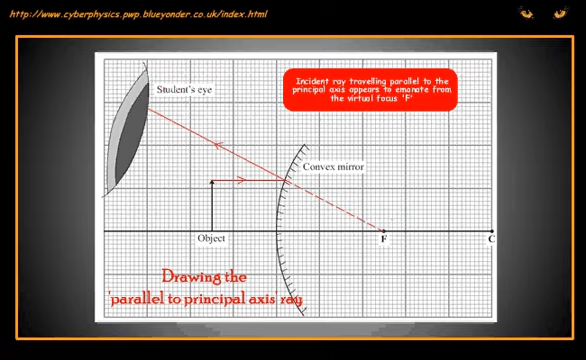 http://www.cyberphysics.pwp.blueyonder.co.uk/index.html
Student's eye
Incident ray travelling parallel to the
principal axis appears to emanate from
the virtual focus 'F'
Convex mirror
Object
F
C
Drawing the
'parallel to principal axis' ray